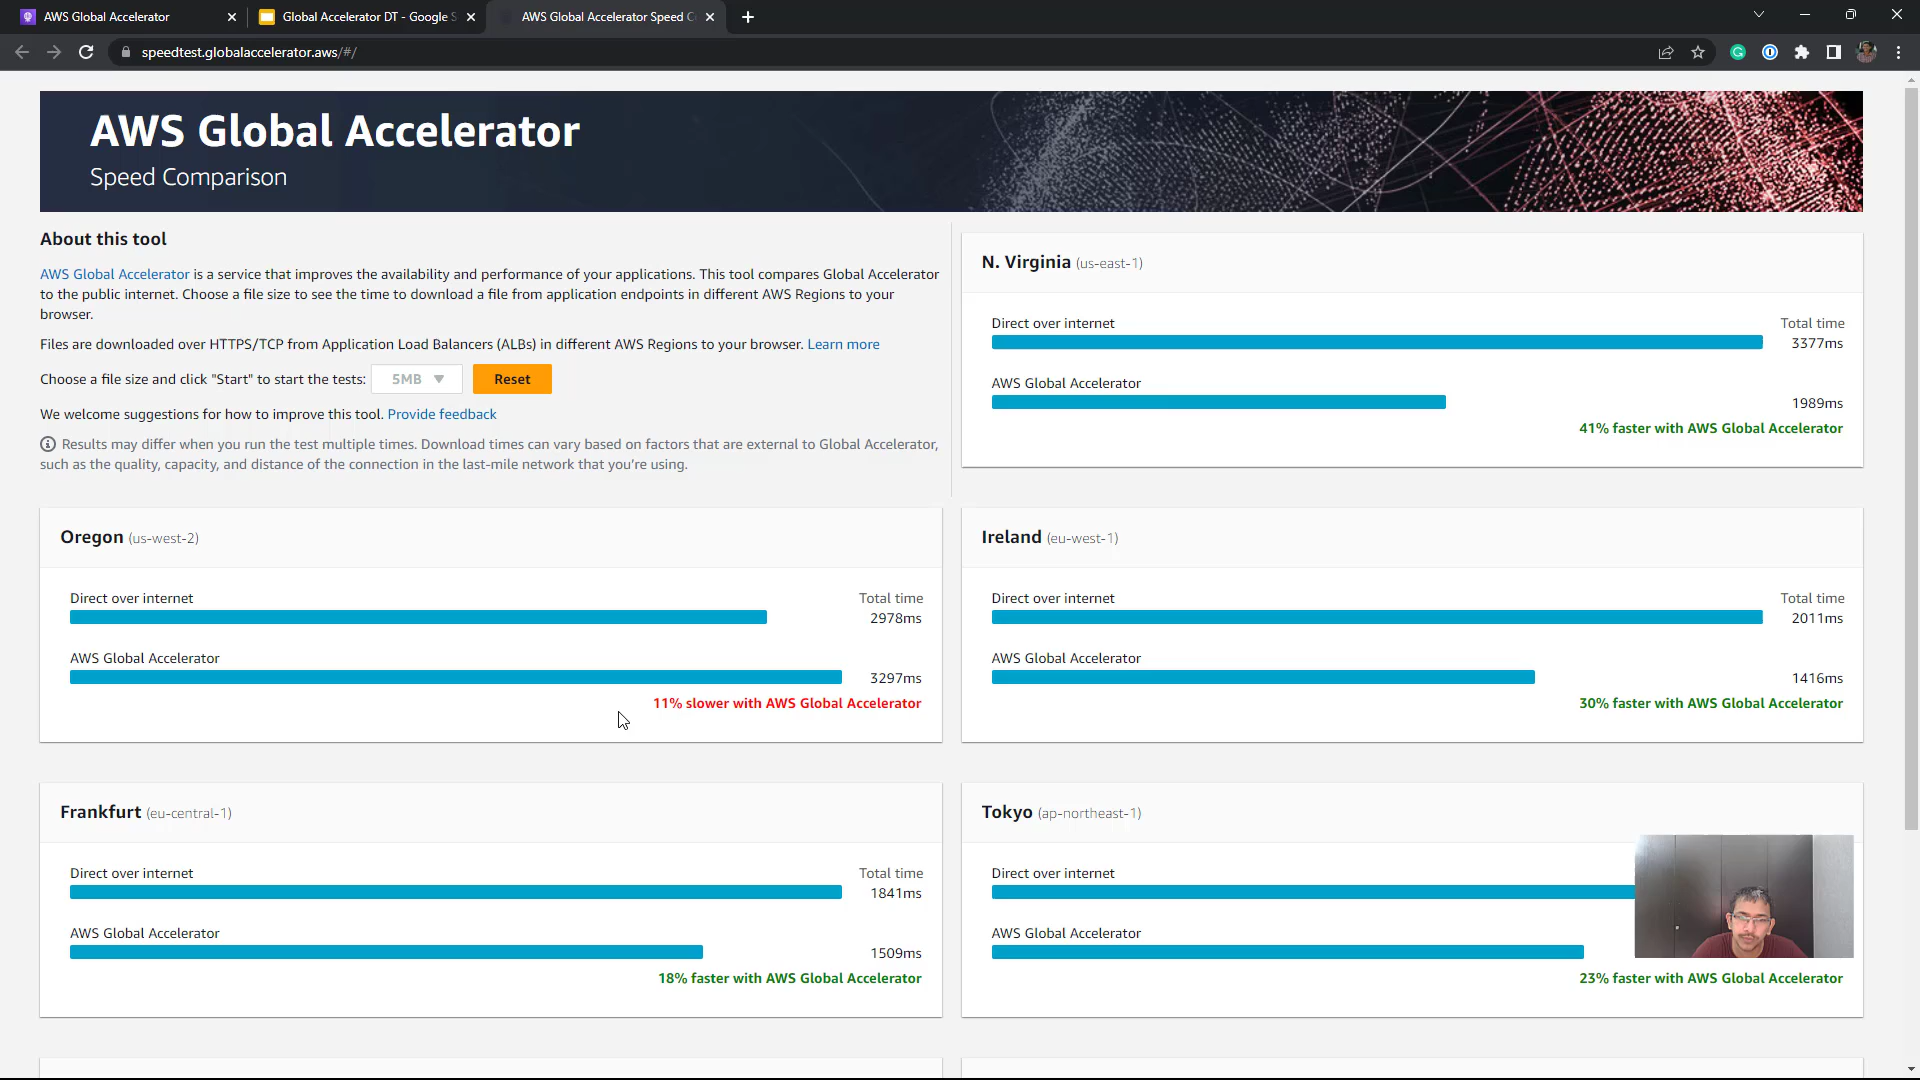 AWS Global Accelerator
Global Accelerator DT - Google S
AWS Global Accelerator Speed C
speedtest.globalaccelerator.aws/#/
AWS Global Accelerator
Speed Comparison
About this tool
AWS Global Accelerator is a service that improves the availability and performance of your applications. This tool compares Global Accelerator
to the public internet. Choose a file size to see the time to download a file from application endpoints in different AWS Regions to your
browser.
Files are downloaded over HTTPS/TCP from Application Load Balancers (ALBs) in different AWS Regions to your browser. Learn more
Choose a file size and click "Start" to start the tests: 5MB Reset
We welcome suggestions for how to improve this tool. Provide feedback
Results may differ when you run the test multiple times. Download times can vary based on factors that are external to Global Accelerator,
such as the quality, capacity, and distance of the connection in the last-mile network that you're using.
N. Virginia (us-east-1)
Direct over internet Total time
3377ms
AWS Global Accelerator
1989ms
41% faster with AWS Global Accelerator
Oregon (us-west-2)
Direct over internet Total time
2978ms
AWS Global Accelerator
3297ms
11% slower with AWS Global Accelerator
Ireland (eu-west-1)
Direct over internet Total time
2011ms
AWS Global Accelerator
1416ms
30% faster with AWS Global Accelerator
Frankfurt (eu-central-1)
Direct over internet Total time
1841ms
AWS Global Accelerator
1509ms
18% faster with AWS Global Accelerator
Tokyo (ap-northeast-1)
Direct over internet
AWS Global Accelerator
23% faster with AWS Global Accelerator